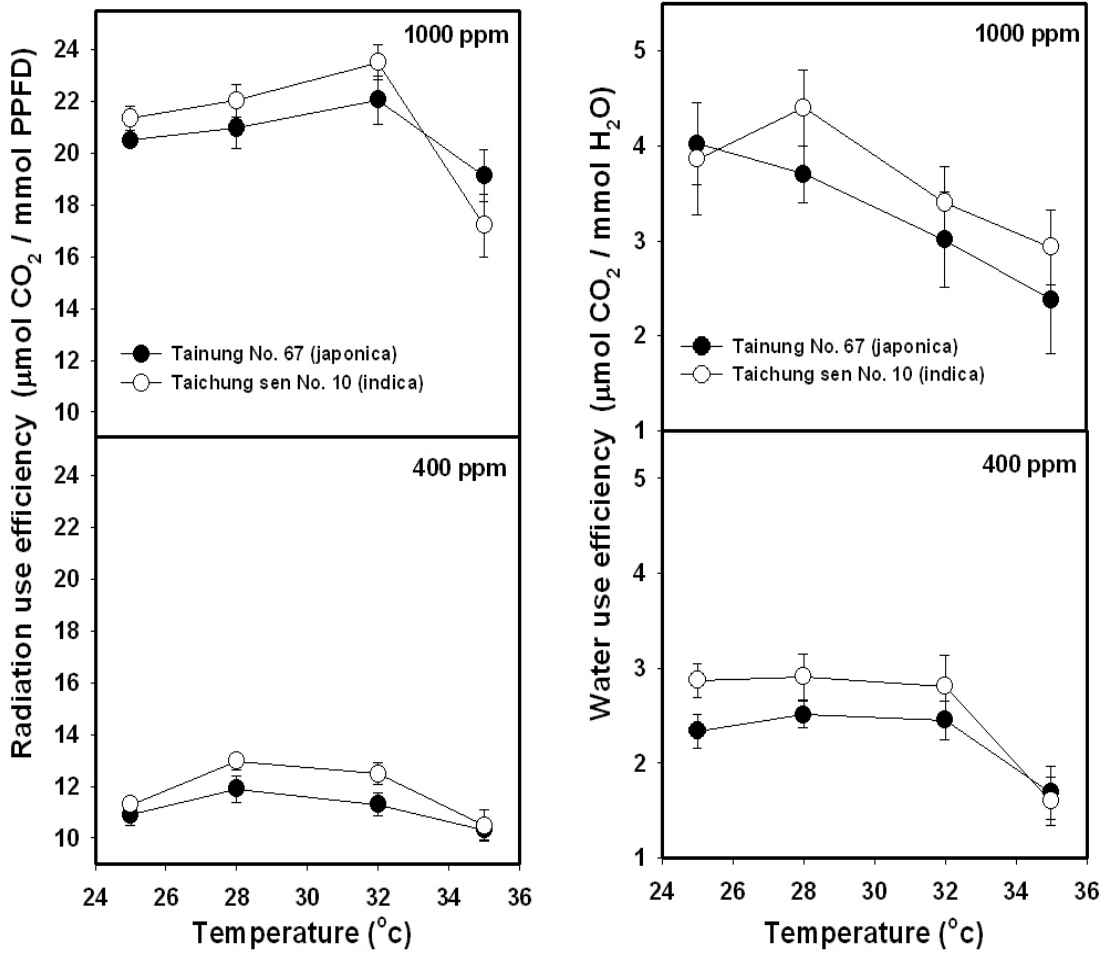 Radiation use efficiency (μmol CO₂ / mmol PPFD)
1000 ppm
24
22
20
18
16
14
12
10
Tainung No. 67 (japonica)
Taichung sen No. 10 (indica)
400 ppm
24
22
20
18
16
14
12
10
24 26 28 30 32 34 36
Temperature (°c)
Water use efficiency (μmol CO₂ / mmol H₂O)
1000 ppm
5
4
3
2
1
Tainung No. 67 (japonica)
Taichung sen No. 10 (indica)
400 ppm
5
4
3
2
1
24 26 28 30 32 34 36
Temperature (°c)